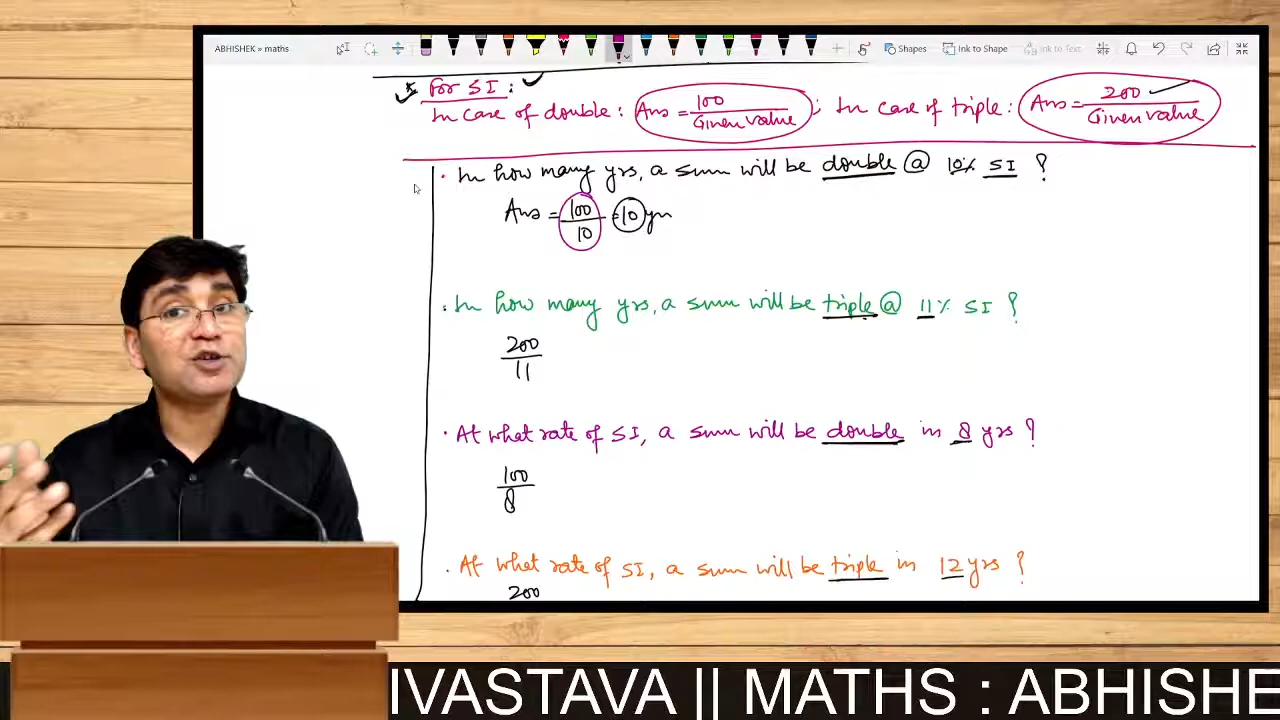 ABHISHEK » maths
Shapes
Ink to Shape
Ink to Text
* For SI :
In case of double : Ans = 100/Given value ; In case of triple : Ans = 200/Given value
· In how many yrs, a sum will be double @ 10% SI ?
Ans = 100/10 = 10 yrs
· In how many yrs, a sum will be triple @ 11% SI ?
200/11
· At what rate of SI, a sum will be double in 8 yrs ?
100/8
· At what rate of SI, a sum will be triple in 12 yrs ?
200
IVASTAVA || MATHS : ABHISHE